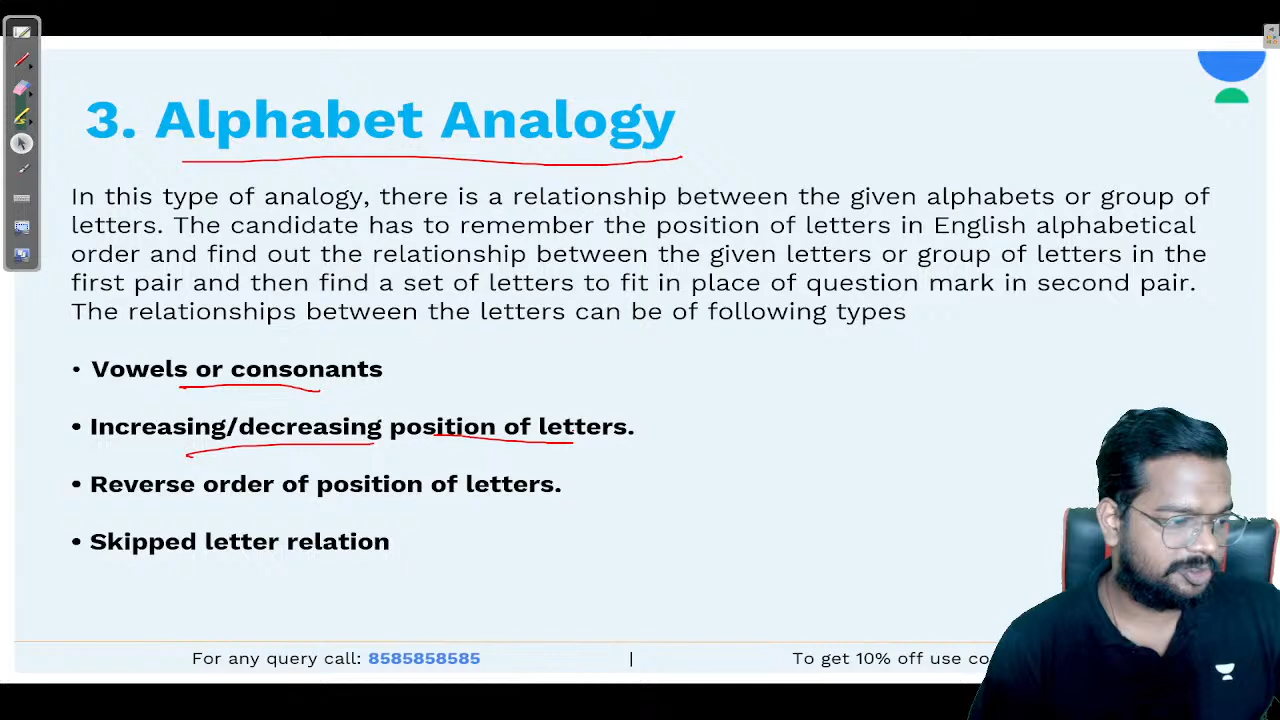 3. Alphabet Analogy
In this type of analogy, there is a relationship between the given alphabets or group of
letters. The candidate has to remember the position of letters in English alphabetical
order and find out the relationship between the given letters or group of letters in the
first pair and then find a set of letters to fit in place of question mark in second pair.
The relationships between the letters can be of following types
• Vowels or consonants
• Increasing/decreasing position of letters.
• Reverse order of position of letters.
• Skipped letter relation
For any query call: 8585858585 | To get 10% off use